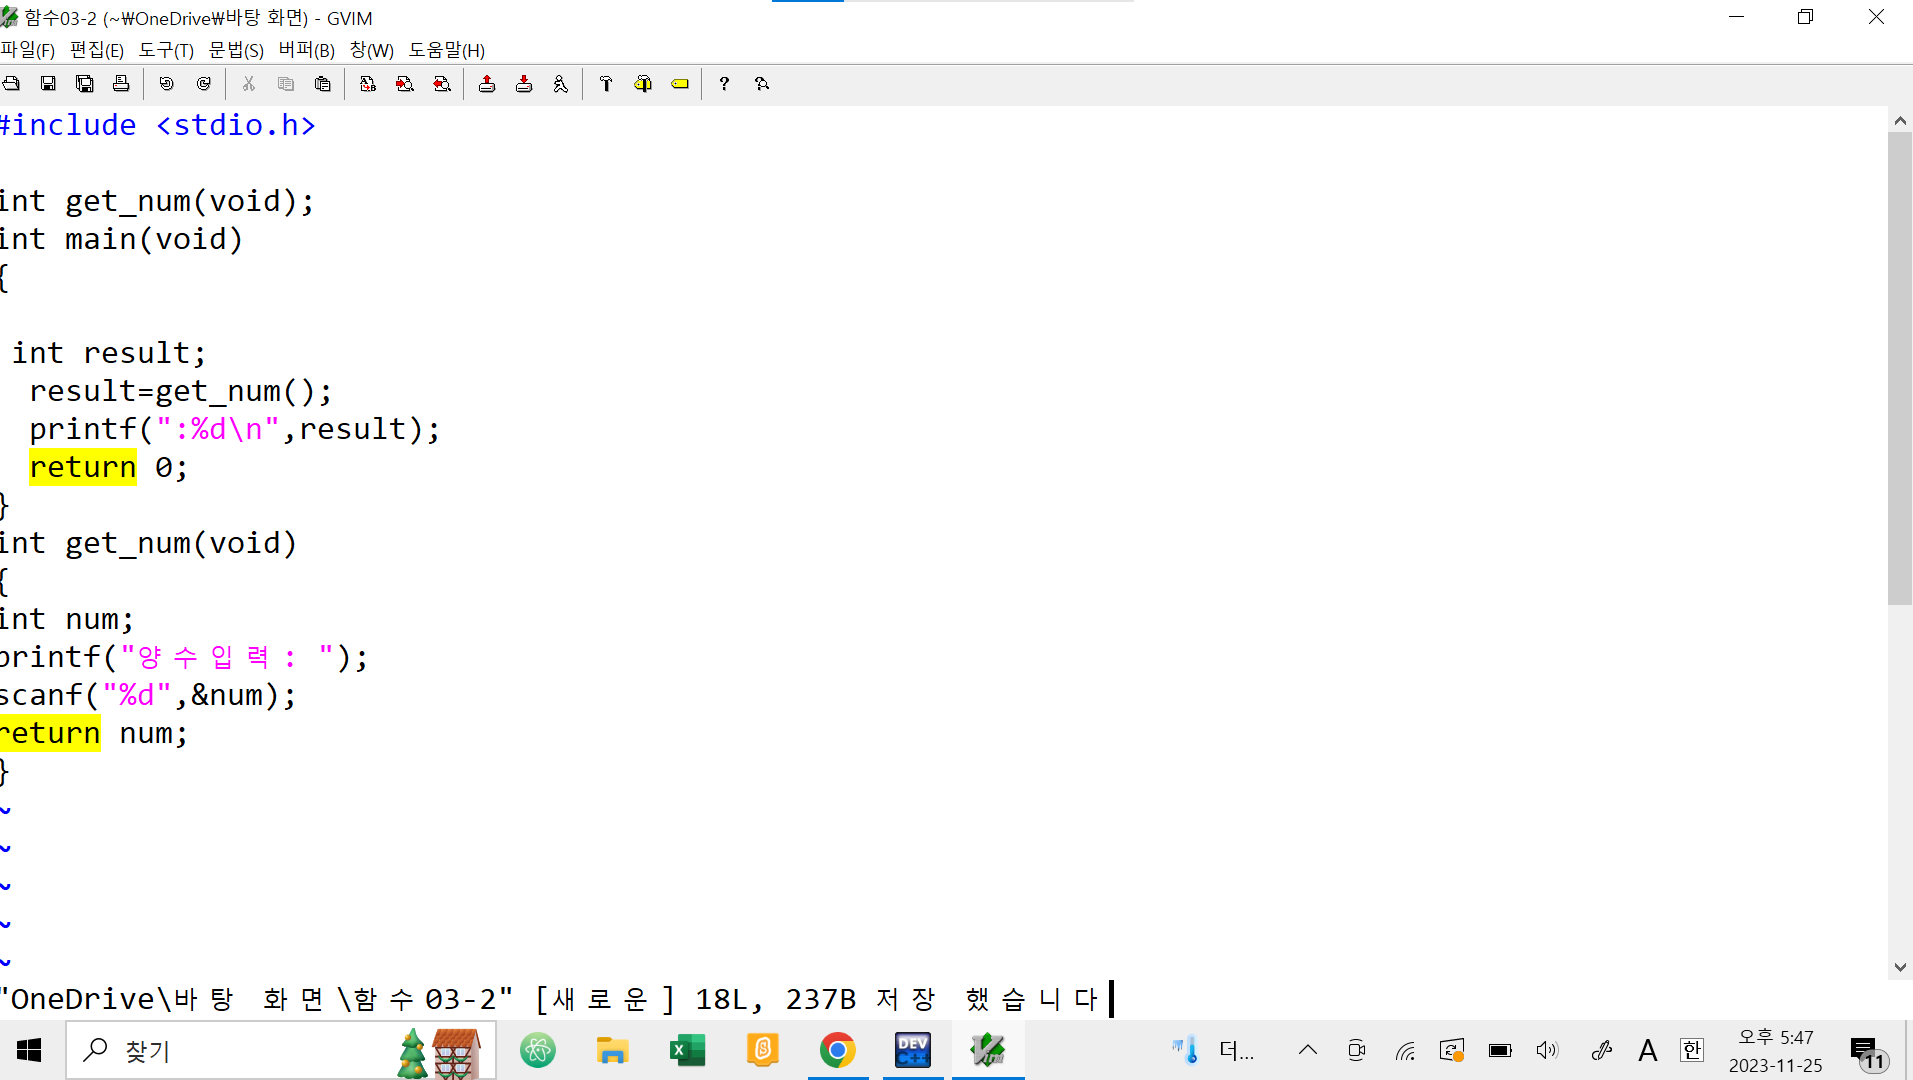 함수03-2 (~₩OneDrive₩바탕 화면) - GVIM
파일(F) 편집(E) 도구(T) 문법(S) 버퍼(B) 창(W) 도움말(H)
#include <stdio.h>
int get_num(void);
int main(void)
{
int result;
result=get_num();
printf(":%d\n",result);
return 0;
}
int get_num(void)
{
int num;
printf("양수입력: ");
scanf("%d",&num);
return num;
}
~
~
~
~
~
"OneDrive\바탕 화면\함수03-2" [새로운] 18L, 237B 저장 했습니다
찾기
DEV
C++
더...
A
한
오후 5:47
2023-11-25
11